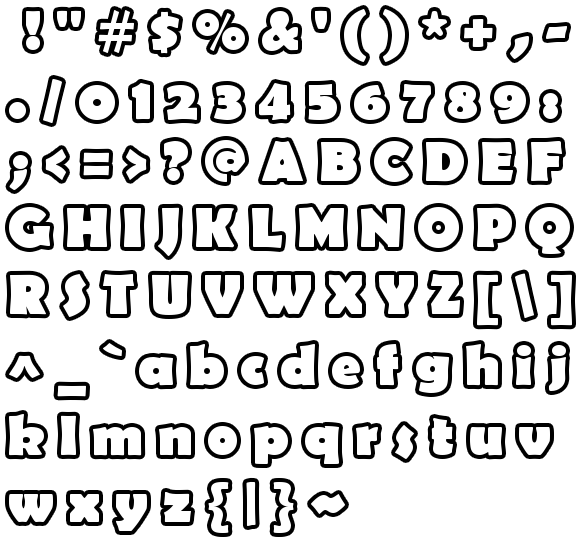 !"#$%&'()*+,-
./0123456789:
;<=>?@ABCDEF
GHIJKLMNOPQ
RSTUVWXYZ[\]
^_`abcdefghij
klmnopqrstuv
wxyz{|}~